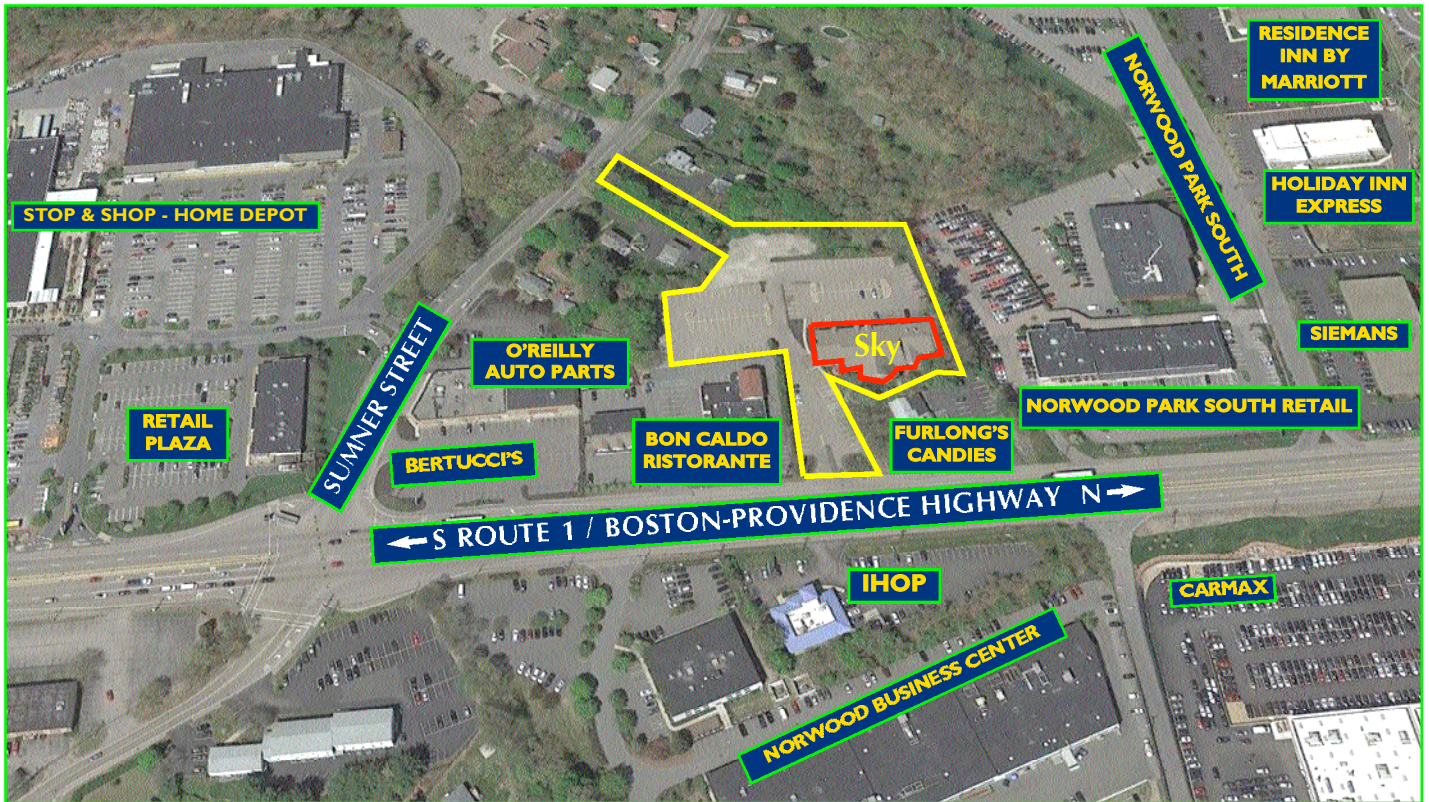 RESIDENCE
INN BY
MARRIOTT
NORWOOD PARK SOUTH
HOLIDAY INN
EXPRESS
STOP & SHOP - HOME DEPOT
SIEMANS
SUMNER STREET
O'REILLY
AUTO PARTS
Sky
NORWOOD PARK SOUTH RETAIL
RETAIL
PLAZA
BERTUCCI'S
BON CALDO
RISTORANTE
FURLONG'S
CANDIES
S ROUTE 1 / BOSTON-PROVIDENCE HIGHWAY N
IHOP
CARMAX
NORWOOD BUSINESS CENTER